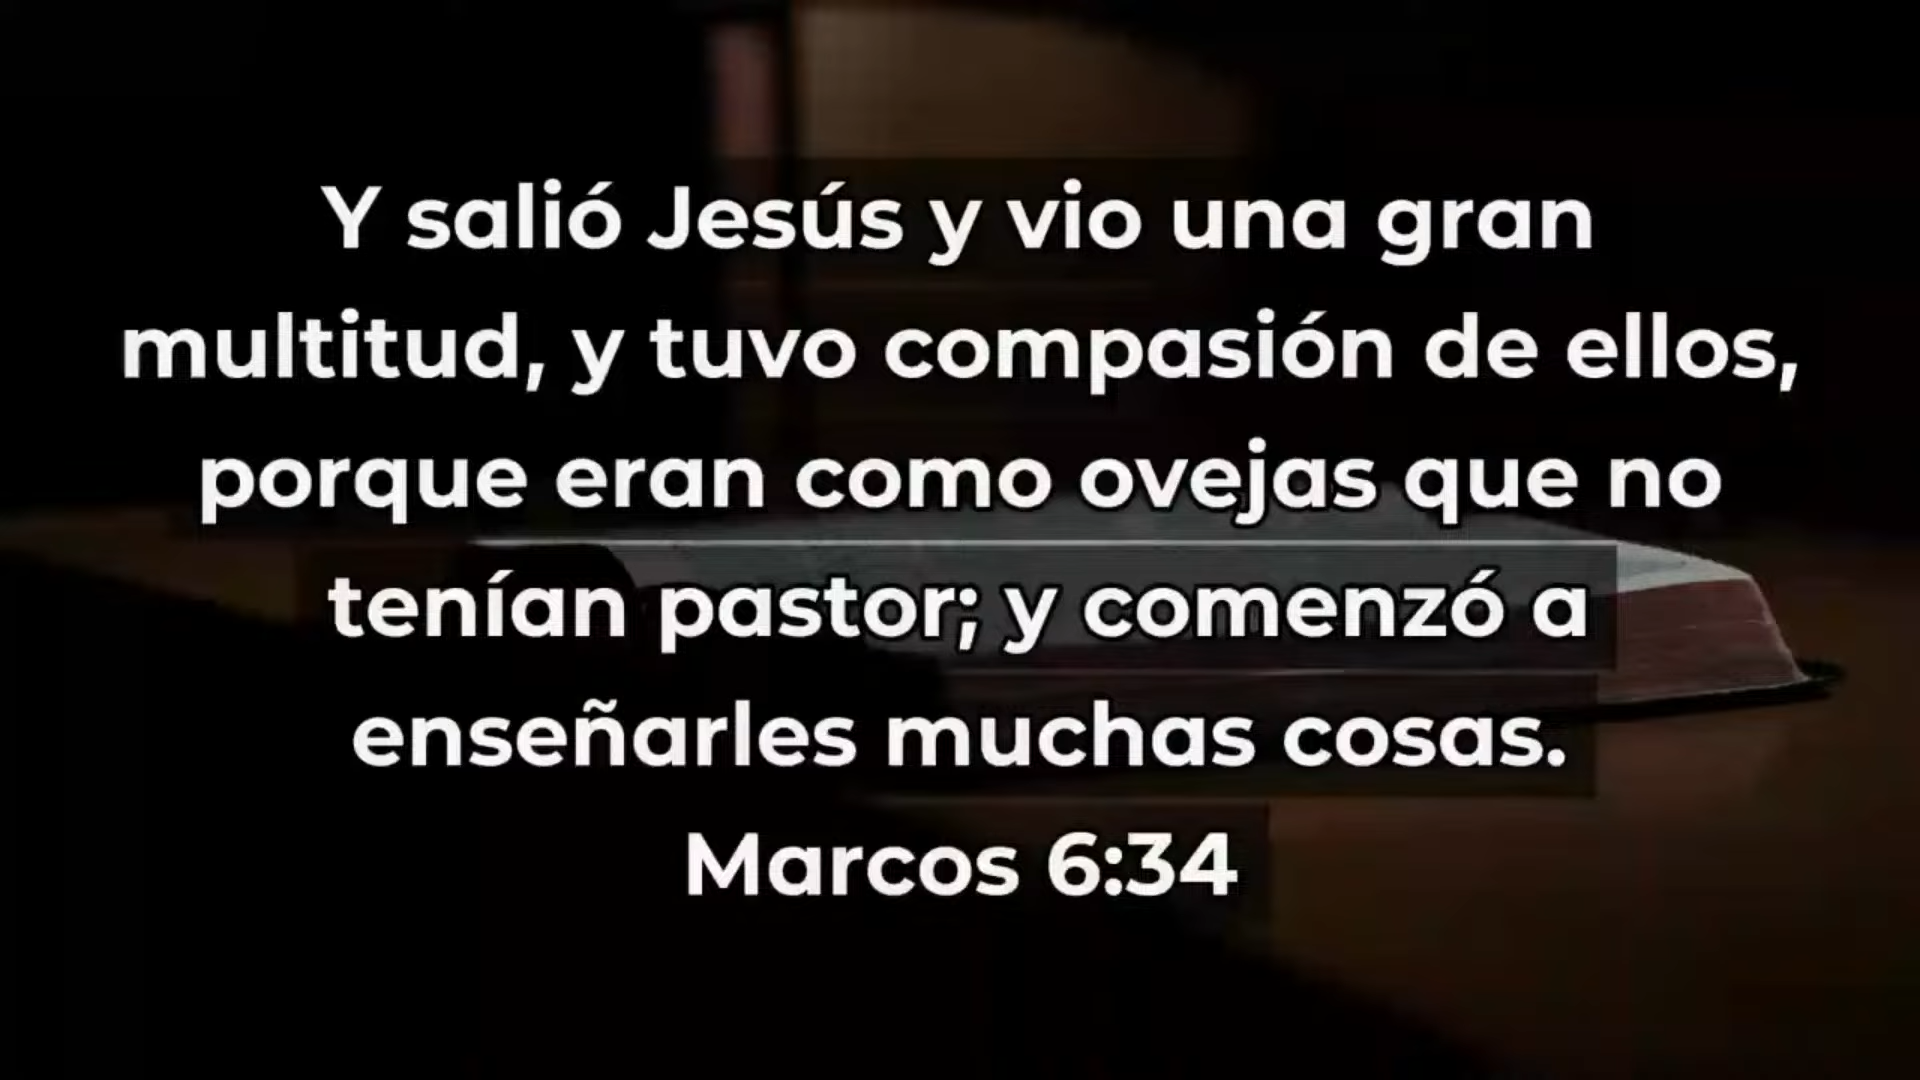 Y salió Jesús y vio una gran
multitud, y tuvo compasión de ellos,
porque eran como ovejas que no
tenían pastor; y comenzó a
enseñarles muchas cosas.
Marcos 6:34